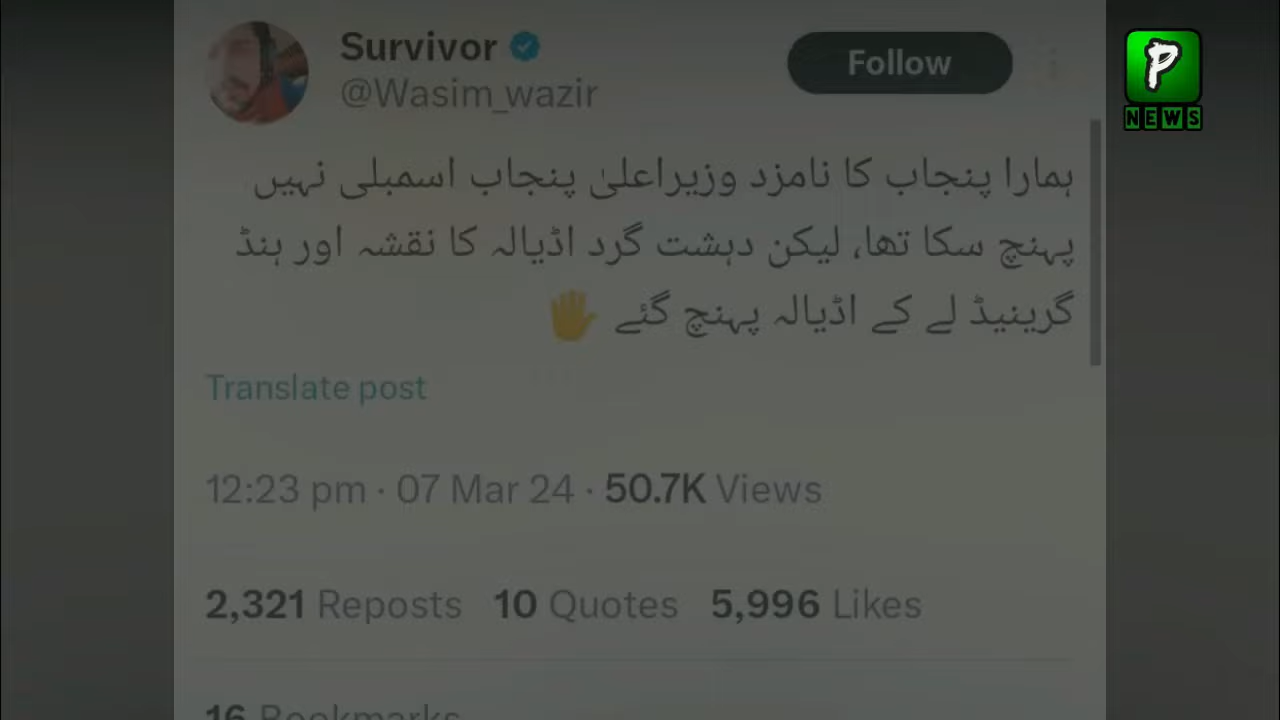 Survivor
@Wasim_wazir
Follow
P
NEWS
ہمارا پنجاب کا نامزد وزیراعلیٰ پنجاب اسمبلی نہیں
پہنچ سکا تھا، لیکن دہشت گرد اڈیالہ کا نقشہ اور ہنڈ
گرینیڈ لے کے اڈیالہ پہنچ گئے 🖐
Translate post
12:23 pm · 07 Mar 24 · 50.7K Views
2,321 Reposts 10 Quotes 5,996 Likes
16 Bookmarks